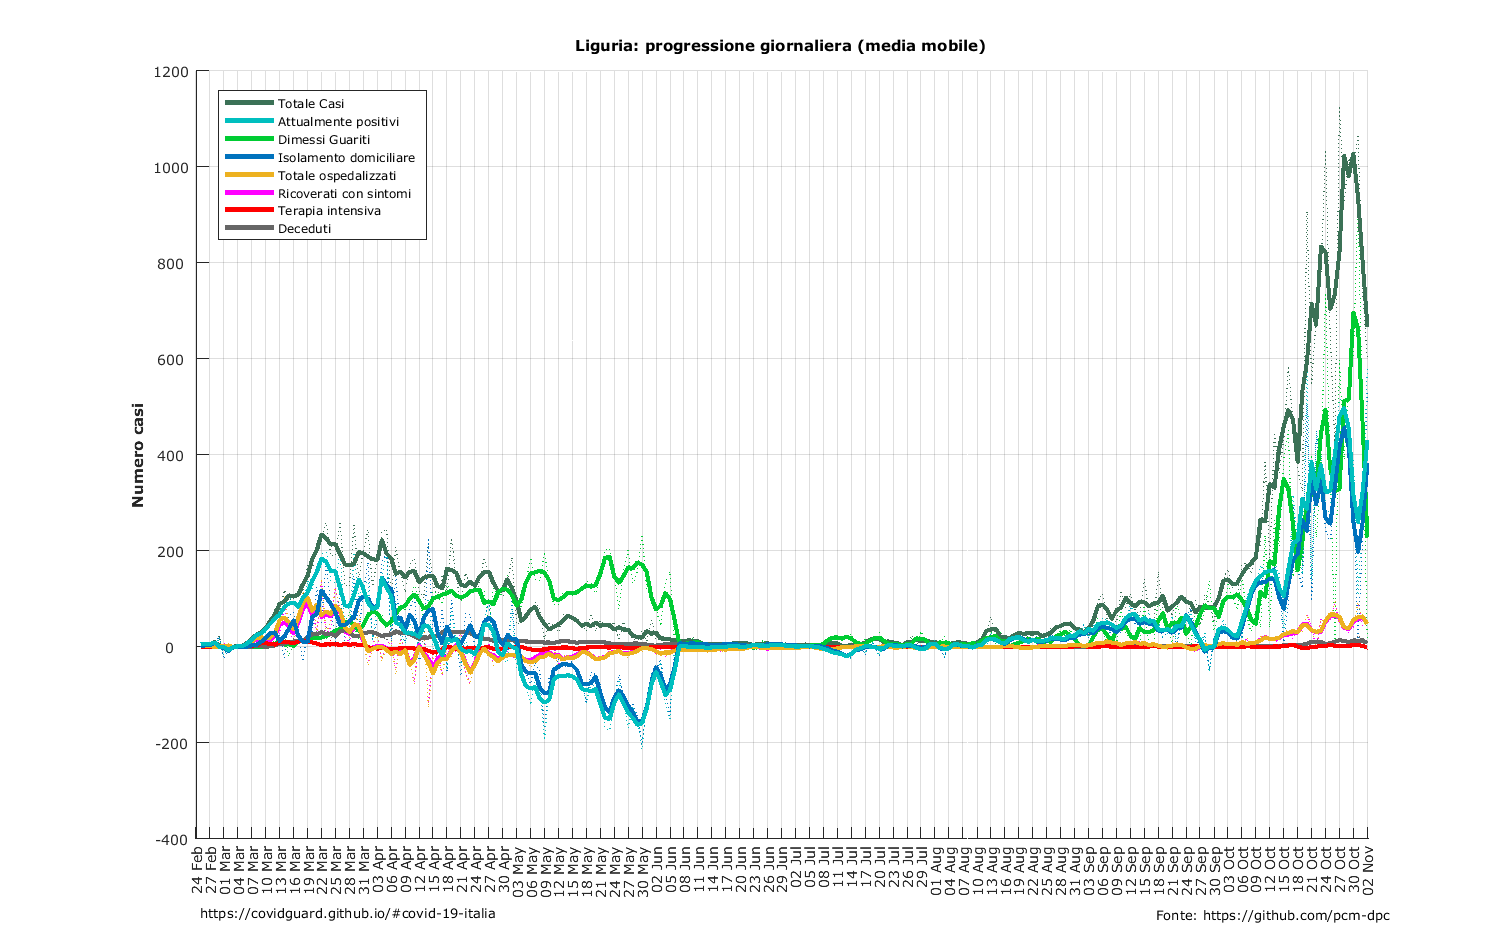 Liguria: progressione giornaliera (media mobile)
1200
1000
800
600
400
200
0
-200
-400
Numero casi
Totale Casi
Attualmente positivi
Dimessi Guariti
Isolamento domiciliare
Totale ospedalizzati
Ricoverati con sintomi
Terapia intensiva
Deceduti
24 Feb
27 Feb
01 Mar
04 Mar
07 Mar
10 Mar
13 Mar
16 Mar
19 Mar
22 Mar
25 Mar
28 Mar
31 Mar
03 Apr
06 Apr
09 Apr
12 Apr
15 Apr
18 Apr
21 Apr
24 Apr
27 Apr
30 Apr
03 May
06 May
09 May
12 May
15 May
18 May
21 May
24 May
27 May
30 May
02 Jun
05 Jun
08 Jun
11 Jun
14 Jun
17 Jun
20 Jun
23 Jun
26 Jun
29 Jun
02 Jul
05 Jul
08 Jul
11 Jul
14 Jul
17 Jul
20 Jul
23 Jul
26 Jul
29 Jul
01 Aug
04 Aug
07 Aug
10 Aug
13 Aug
16 Aug
19 Aug
22 Aug
25 Aug
28 Aug
31 Aug
03 Sep
06 Sep
09 Sep
12 Sep
15 Sep
18 Sep
21 Sep
24 Sep
27 Sep
30 Sep
03 Oct
06 Oct
09 Oct
12 Oct
15 Oct
18 Oct
21 Oct
24 Oct
27 Oct
30 Oct
02 Nov
https://covidguard.github.io/#covid-19-italia
Fonte: https://github.com/pcm-dpc